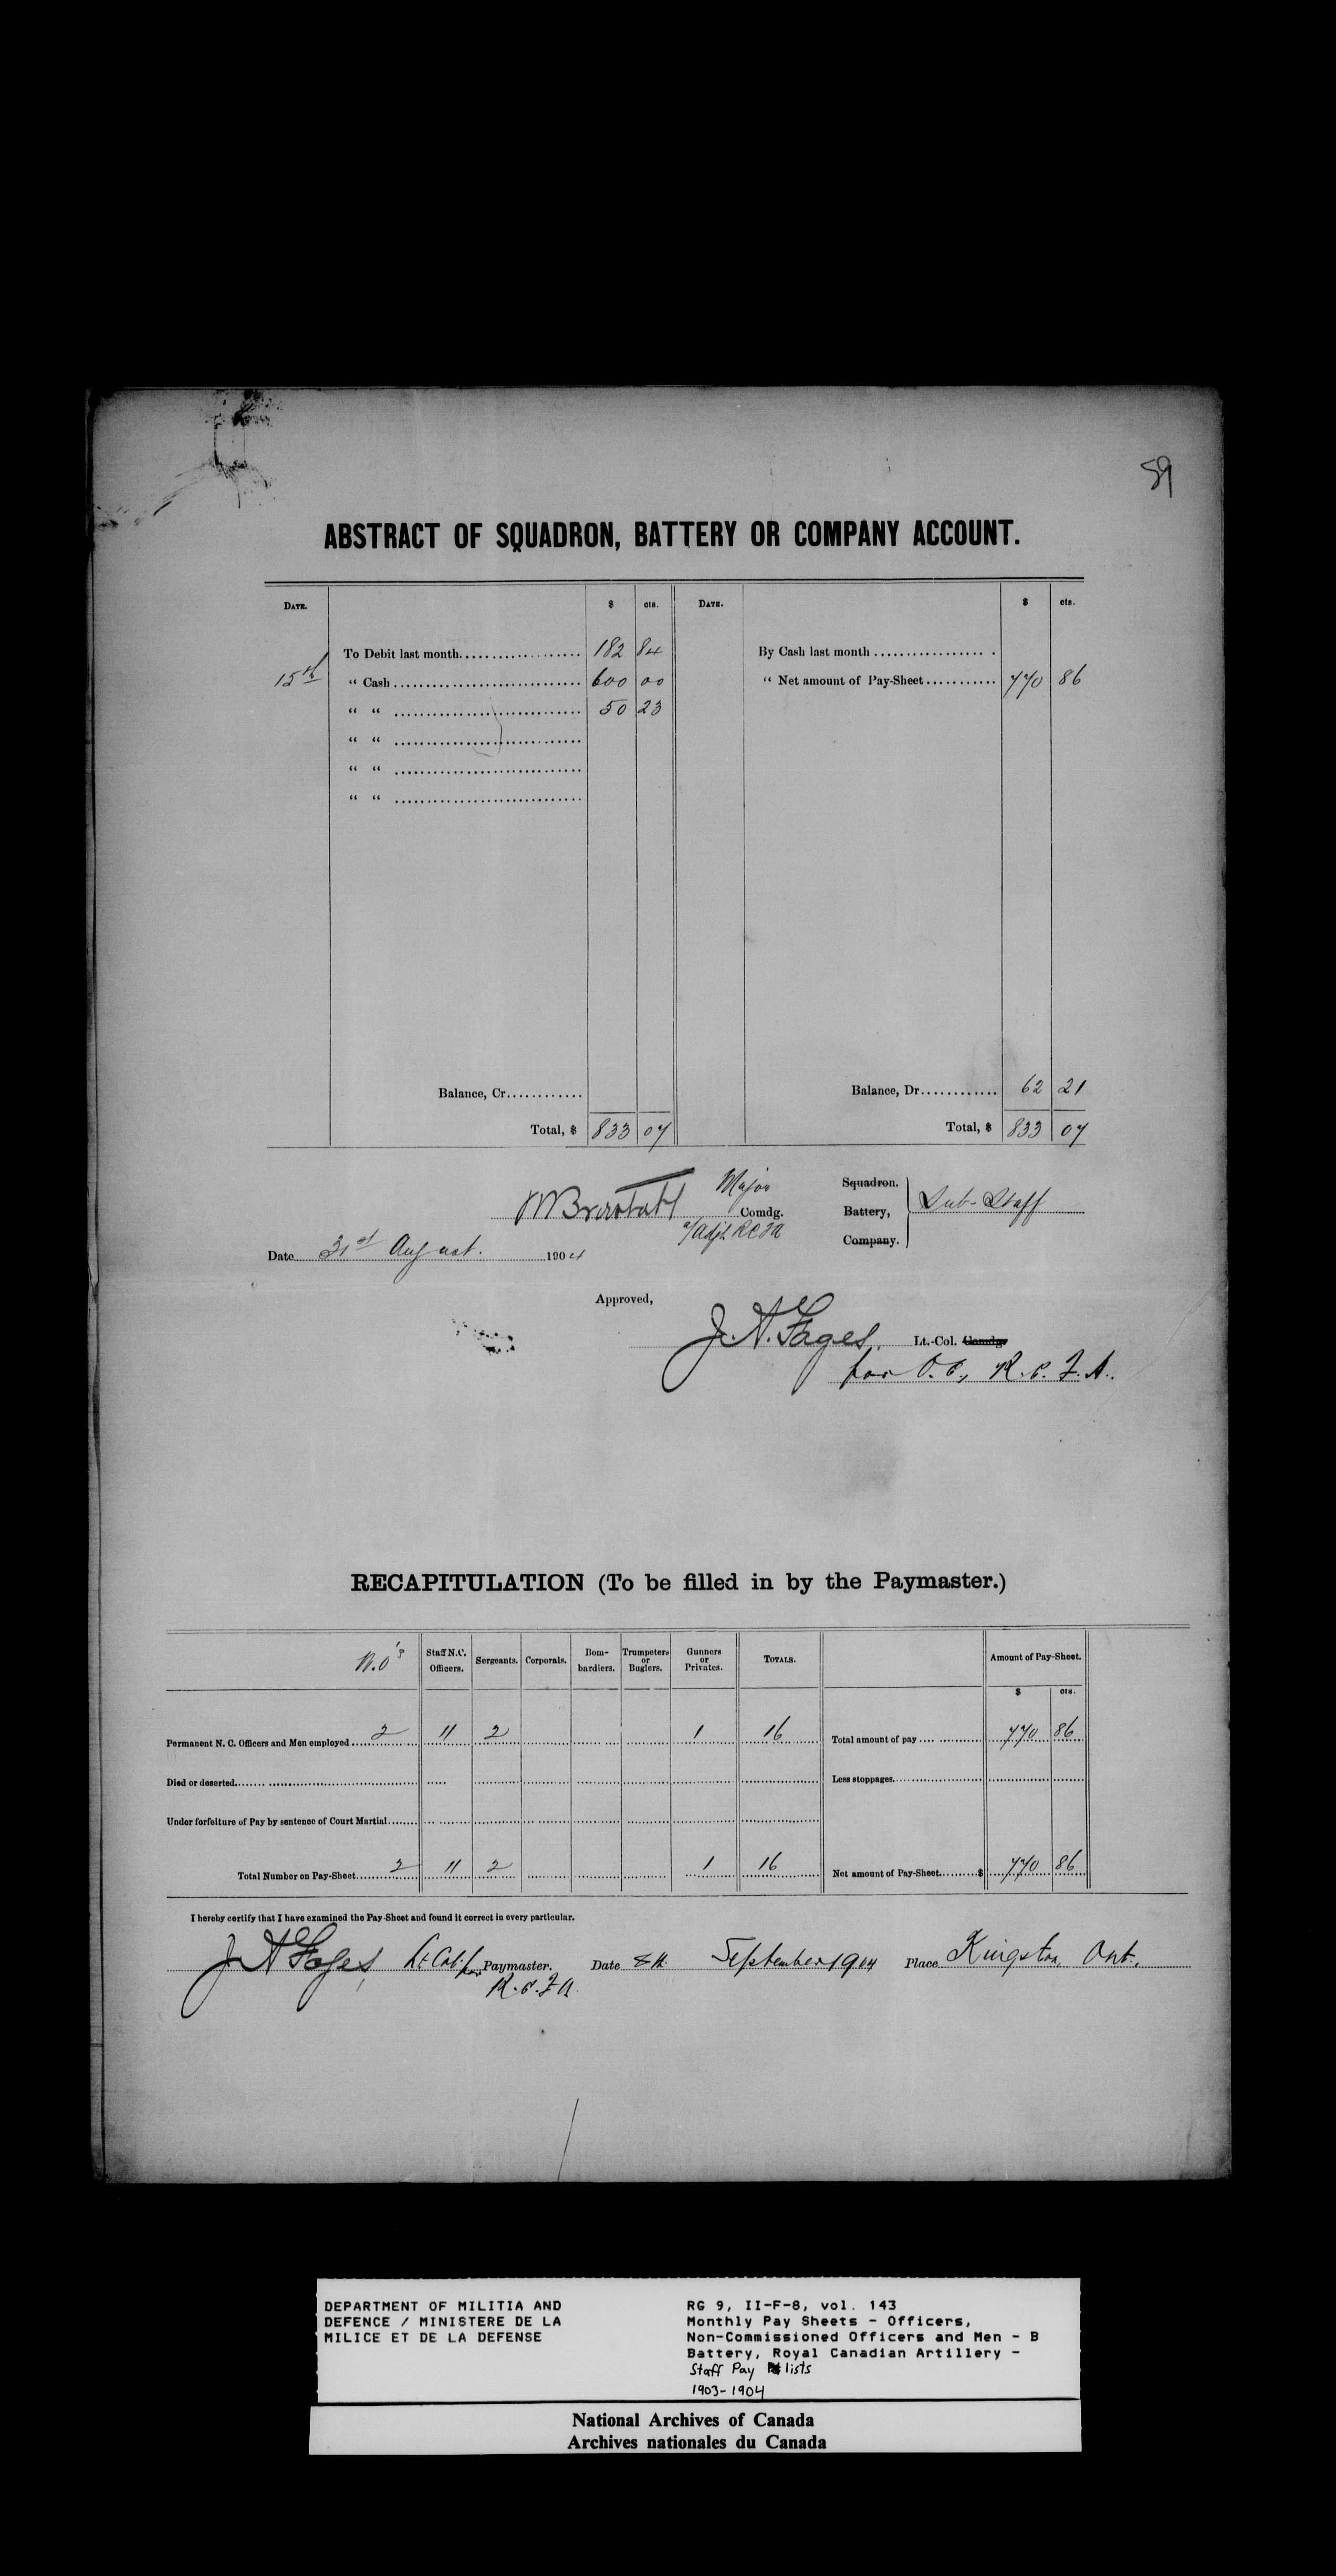 59
ABSTRACT OF SQUADRON, BATTERY OR COMPANY ACCOUNT.
DATE. $ cts. DATE. $ cts.
To Debit last month 182 84 By Cash last month
15th " Cash 600 00 " Net amount of Pay-Sheet 770 86
" " 50 23
" "
" "
" "
Balance, Cr. Balance, Dr. 62 21
Total, $ 833 07 Total, $ 833 07
Major Comdg. Squadron. Battery, Company. Sub-Staff
a/Adjt. RCFA
Date 31st August. 1904
Approved,
J. A. Fages, Lt.-Col. Comdg.
for O.C., R.C.F.A.
RECAPITULATION (To be filled in by the Paymaster.)
W.O's Staff N.C. Officers. Sergeants. Corporals. Bom-bardiers. Trumpeters or Buglers. Gunners or Privates. TOTALS. Amount of Pay-Sheet.
$ cts.
Permanent N. C. Officers and Men employed 2 11 2 1 16 Total amount of pay 770 86
Died or deserted. Less stoppages
Under forfeiture of Pay by sentence of Court Martial
Total Number on Pay-Sheet 2 11 2 1 16 Net amount of Pay-Sheet $ 770 86
I hereby certify that I have examined the Pay-Sheet and found it correct in every particular.
J A Fages, Lt Col. for Paymaster. Date 8th September 1904 Place Kingston, Ont.
R.C.F.A.
DEPARTMENT OF MILITIA AND
DEFENCE / MINISTERE DE LA
MILICE ET DE LA DEFENSE
RG 9, II-F-8, vol. 143
Monthly Pay Sheets - Officers,
Non-Commissioned Officers and Men - B
Battery, Royal Canadian Artillery -
Staff Pay lists
1903-1904
National Archives of Canada
Archives nationales du Canada